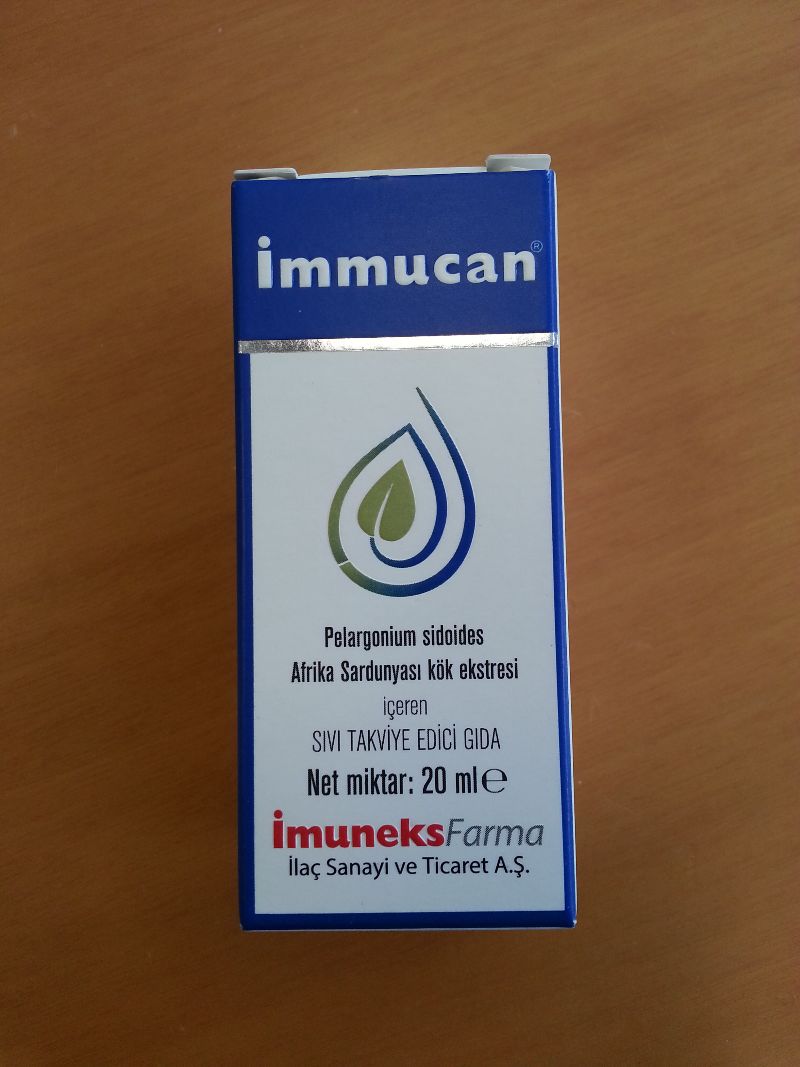 immucan®
Pelargonium sidoides
Afrika Sardunyası kök ekstresi
içeren
SIVI TAKVİYE EDİCİ GIDA
Net miktar: 20 ml ℮
imuneksFarma
İlaç Sanayi ve Ticaret A.Ş.